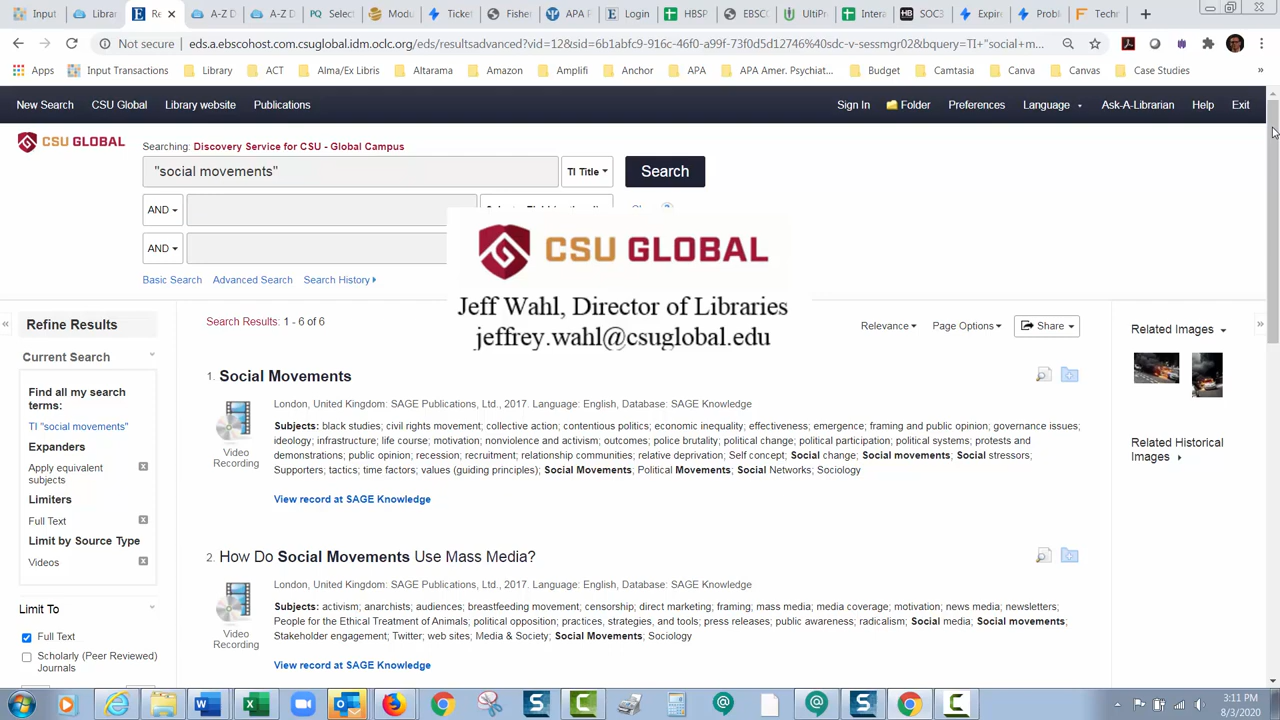 Input
Librar
Re
A-Z D
A-Z D
Select
Modu
Ticket
Fisher
APA F
Login
HBSP
EBSC
UltiPr
Intera
SOC3
Expire
Proble
Techr
Not secure | eds.a.ebscohost.com.csuglobal.idm.oclc.org/eds/resultsadvanced?vid=12&sid=6b1abfc9-916c-46f0-a99f-73f0d5d12746%40sdc-v-sessmgr02&bquery=TI+"social+m...
Apps Input Transactions Library ACT Alma/Ex Libris Altarama Amazon Amplifi Anchor APA APA Amer. Psychiat... Budget Camtasia Canva Canvas Case Studies »
New Search CSU Global Library website Publications Sign In Folder Preferences Language Ask-A-Librarian Help Exit
CSU GLOBAL
Searching: Discovery Service for CSU - Global Campus
"social movements" TI Title Search
AND
AND
Basic Search Advanced Search Search History
CSU GLOBAL
Jeff Wahl, Director of Libraries
jeffrey.wahl@csuglobal.edu
Refine Results
Current Search
Find all my search
terms:
TI "social movements"
Expanders
Apply equivalent
subjects
Limiters
Full Text
Limit by Source Type
Videos
Limit To
Full Text
Scholarly (Peer Reviewed)
Journals
Search Results: 1 - 6 of 6
Relevance Page Options Share
1. Social Movements
Video
Recording
London, United Kingdom: SAGE Publications, Ltd., 2017. Language: English, Database: SAGE Knowledge
Subjects: black studies; civil rights movement; collective action; contentious politics; economic inequality; effectiveness; emergence; framing and public opinion; governance issues;
ideology; infrastructure; life course; motivation; nonviolence and activism; outcomes; police brutality; political change; political participation; political systems; protests and
demonstrations; public opinion; recession; recruitment; relationship communities; relative deprivation; Self concept; Social change; Social movements; Social stressors;
Supporters; tactics; time factors; values (guiding principles); Social Movements; Political Movements; Social Networks; Sociology
View record at SAGE Knowledge
2. How Do Social Movements Use Mass Media?
Video
Recording
London, United Kingdom: SAGE Publications, Ltd., 2017. Language: English, Database: SAGE Knowledge
Subjects: activism; anarchists; audiences; breastfeeding movement; censorship; direct marketing; framing; mass media; media coverage; motivation; news media; newsletters;
People for the Ethical Treatment of Animals; political opposition; practices, strategies, and tools; press releases; public awareness; radicalism; Social media; Social movements;
Stakeholder engagement; Twitter; web sites; Media & Society; Social Movements; Sociology
View record at SAGE Knowledge
Related Images
Related Historical
Images
3:11 PM
8/3/2020